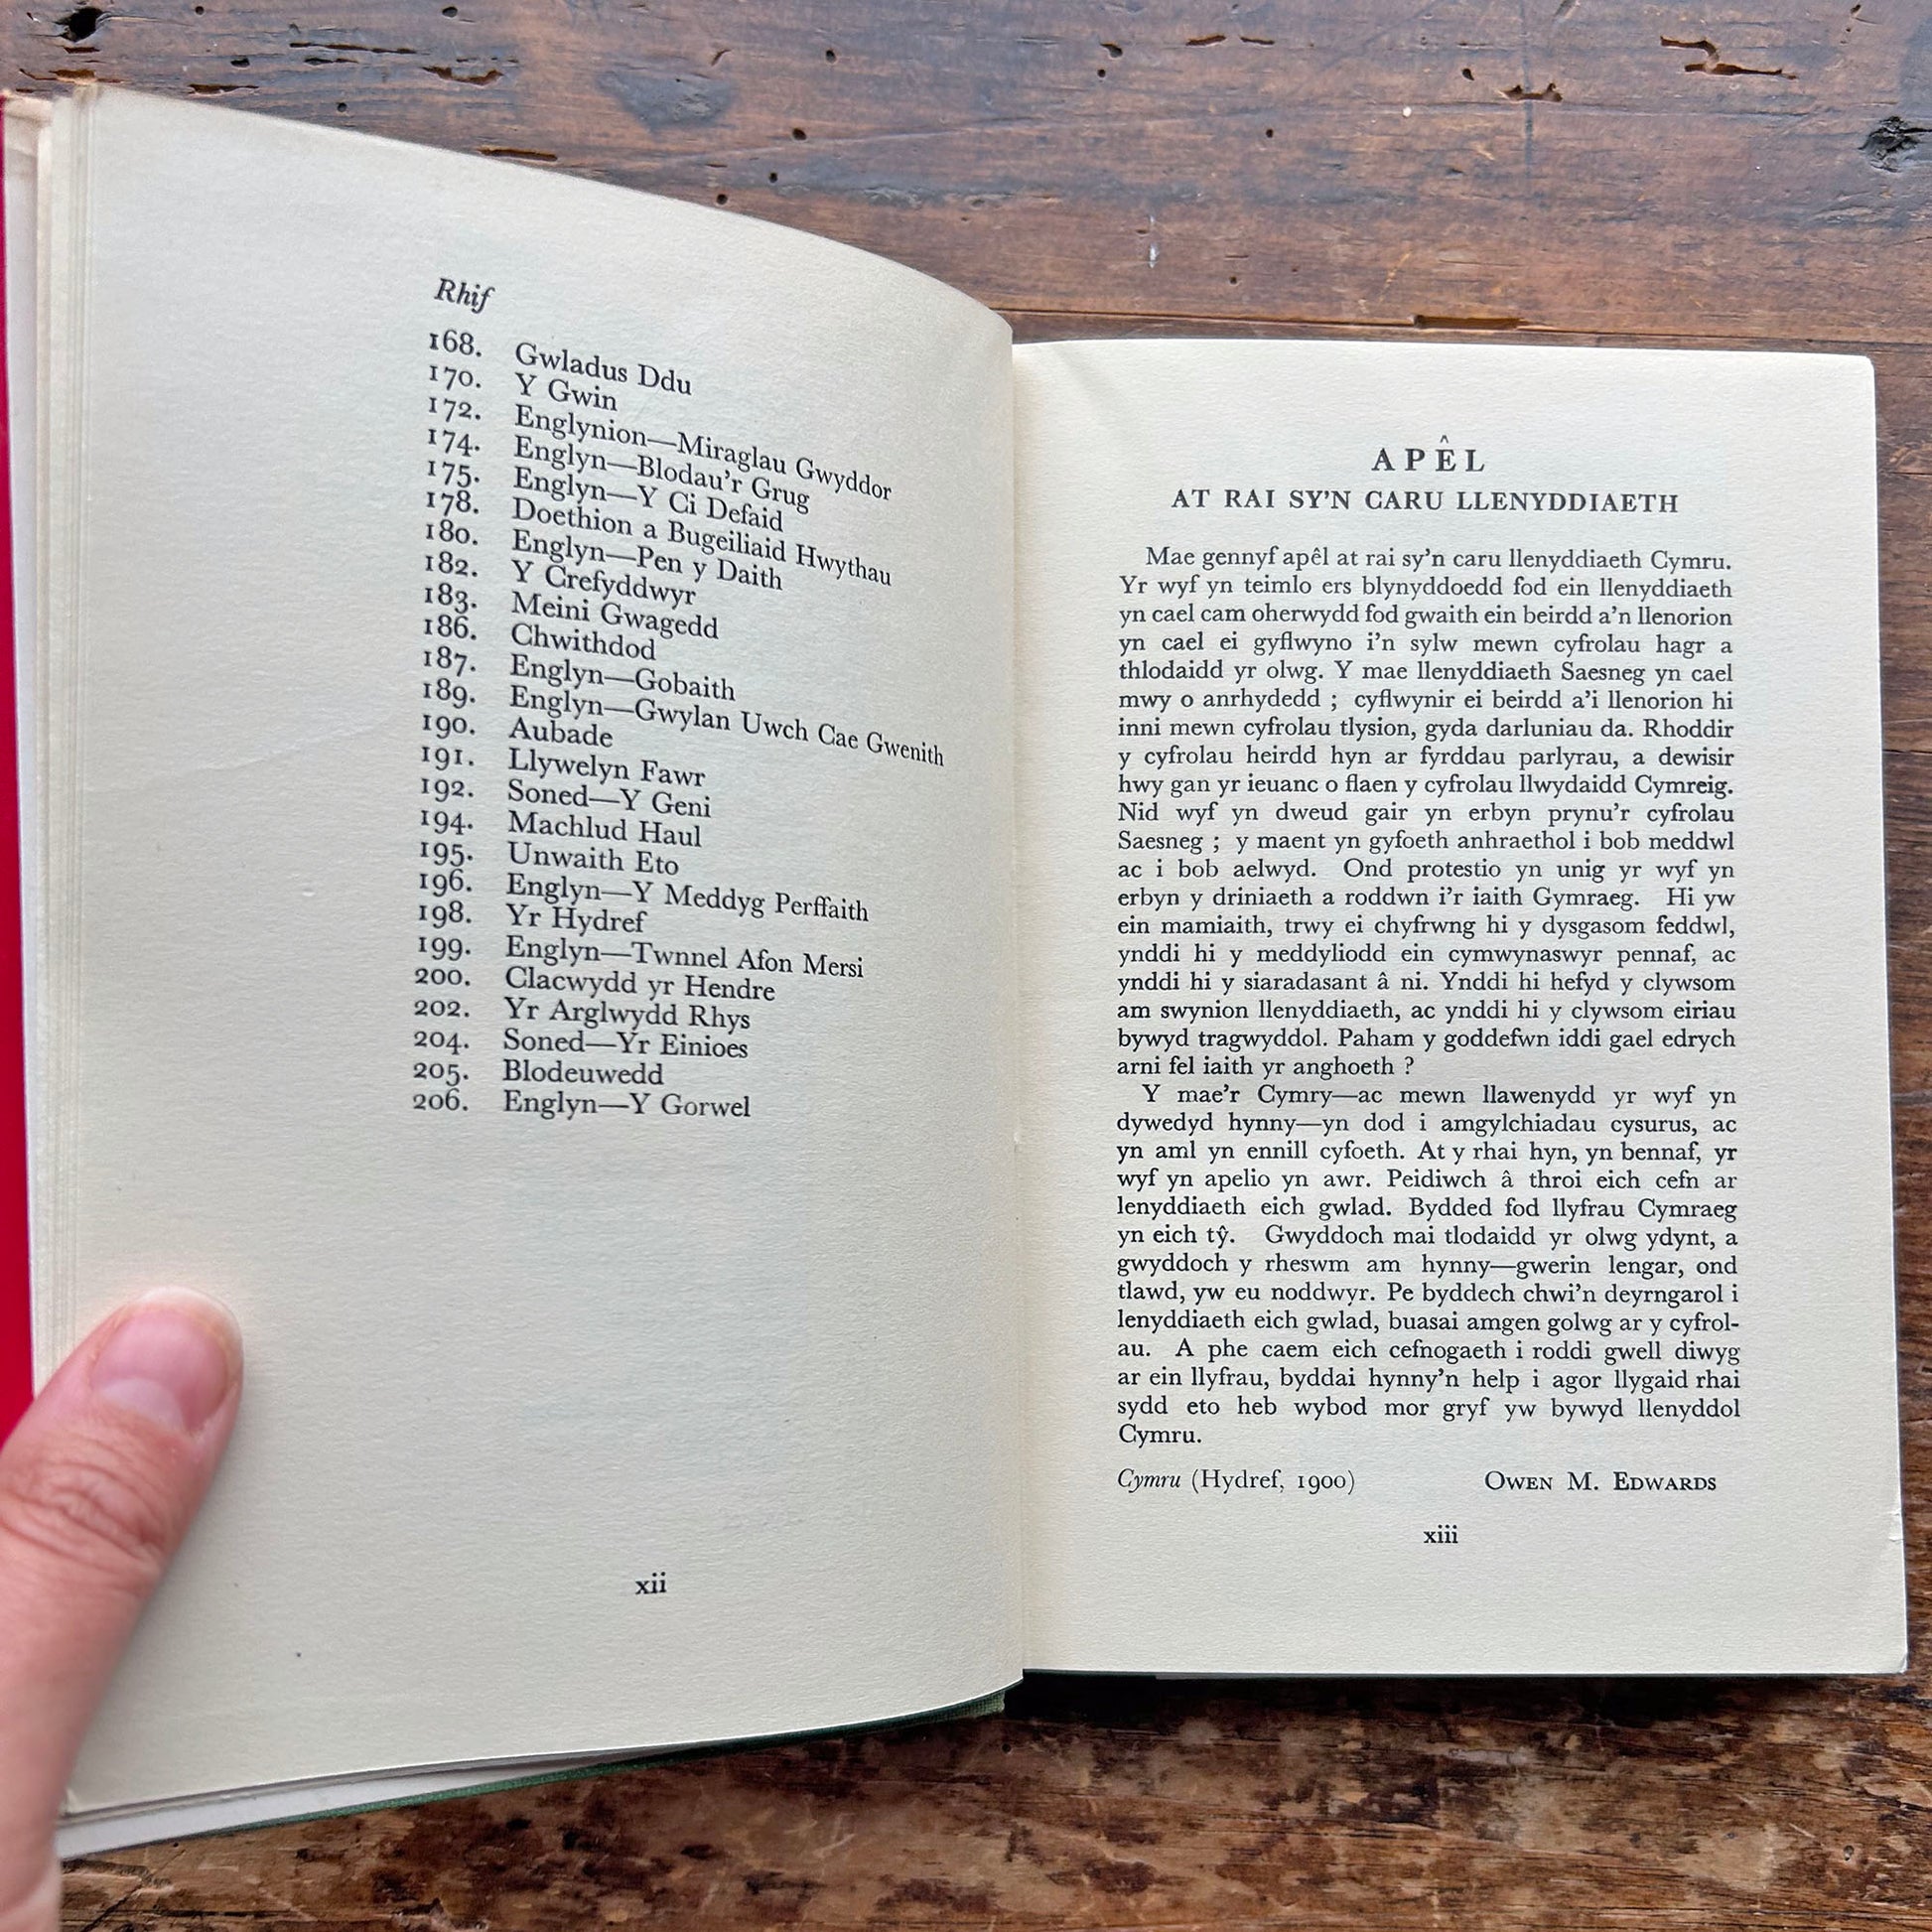 Rhif
168. Gwladus Ddu
170. Y Gwin
172. Englynion—Miraglau Gwyddor
174. Englyn—Blodau'r Grug
175. Englyn—Y Ci Defaid
178. Doethion a Bugeiliaid Hwythau
180. Englyn—Pen y Daith
182. Y Crefyddwyr
183. Meini Gwagedd
186. Chwithdod
187. Englyn—Gobaith
189. Englyn—Gwylan Uwch Cae Gwenith
190. Aubade
191. Llywelyn Fawr
192. Soned—Y Geni
194. Machlud Haul
195. Unwaith Eto
196. Englyn—Y Meddyg Perffaith
198. Yr Hydref
199. Englyn—Twnnel Afon Mersi
200. Clacwydd yr Hendre
202. Yr Arglwydd Rhys
204. Soned—Yr Einioes
205. Blodeuwedd
206. Englyn—Y Gorwel
xii
APÊL
AT RAI SY'N CARU LLENYDDIAETH
Mae gennyf apêl at rai sy'n caru llenyddiaeth Cymru.
Yr wyf yn teimlo ers blynyddoedd fod ein llenyddiaeth
yn cael cam oherwydd fod gwaith ein beirdd a'n llenorion
yn cael ei gyflwyno i'n sylw mewn cyfrolau hagr a
thlodaidd yr olwg. Y mae llenyddiaeth Saesneg yn cael
mwy o anrhydedd ; cyflwynir ei beirdd a'i llenorion hi
inni mewn cyfrolau tlysion, gyda darluniau da. Rhoddir
y cyfrolau heirdd hyn ar fyrddau parlyrau, a dewisir
hwy gan yr ieuanc o flaen y cyfrolau llwydaidd Cymreig.
Nid wyf yn dweud gair yn erbyn prynu'r cyfrolau
Saesneg ; y maent yn gyfoeth anhraethol i bob meddwl
ac i bob aelwyd. Ond protestio yn unig yr wyf yn
erbyn y driniaeth a roddwn i'r iaith Gymraeg. Hi yw
ein mamiaith, trwy ei chyfrwng hi y dysgasom feddwl,
ynddi hi y meddyliodd ein cymwynaswyr pennaf, ac
ynddi hi y siaradasant â ni. Ynddi hi hefyd y clywsom
am swynion llenyddiaeth, ac ynddi hi y clywsom eiriau
bywyd tragwyddol. Paham y goddefwn iddi gael edrych
arni fel iaith yr anghoeth ?
Y mae'r Cymry—ac mewn llawenydd yr wyf yn
dywedyd hynny—yn dod i amgylchiadau cysurus, ac
yn aml yn ennill cyfoeth. At y rhai hyn, yn bennaf, yr
wyf yn apelio yn awr. Peidiwch â throi eich cefn ar
lenyddiaeth eich gwlad. Bydded fod llyfrau Cymraeg
yn eich tŷ. Gwyddoch mai tlodaidd yr olwg ydynt, a
gwyddoch y rheswm am hynny—gwerin lengar, ond
tlawd, yw eu noddwyr. Pe byddech chwi'n deyrngarol i
lenyddiaeth eich gwlad, buasai amgen golwg ar y cyfrol-
au. A phe caem eich cefnogaeth i roddi gwell diwyg
ar ein llyfrau, byddai hynny'n help i agor llygaid rhai
sydd eto heb wybod mor gryf yw bywyd llenyddol
Cymru.
Cymru (Hydref, 1900) OWEN M. EDWARDS
xiii